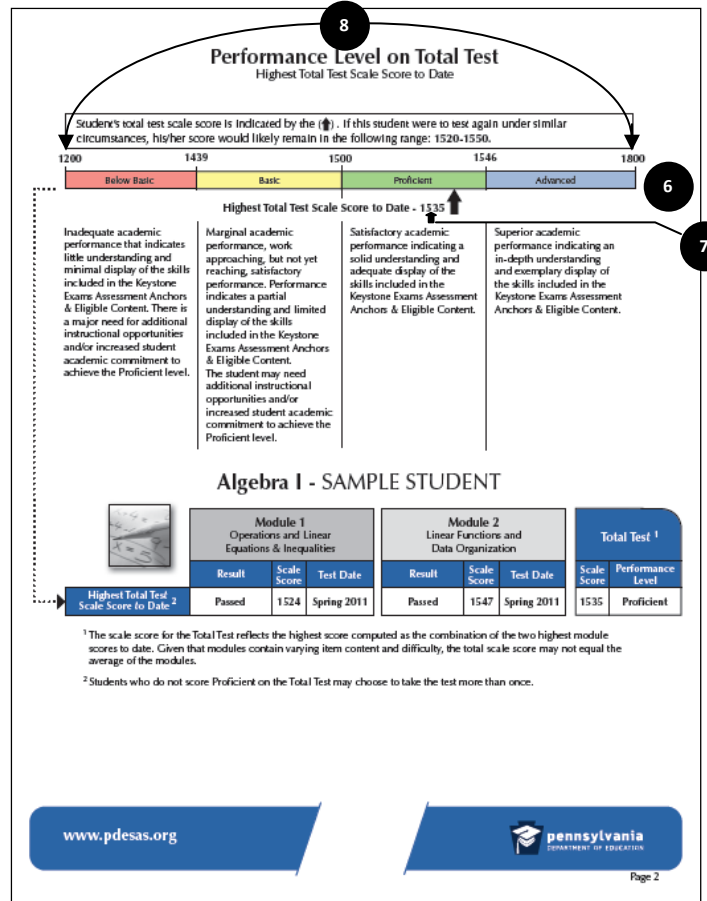 8
Performance Level on Total Test
Highest Total Test Scale Score to Date
Student's total test scale score is indicated by the (⬆) . If this student were to test again under similar
circumstances, his/her score would likely remain in the following range: 1520-1550.
1200 1439 1500 1546 1800
Below Basic Basic Proficient Advanced
6
Highest Total Test Scale Score to Date - 1535
7
Inadequate academic
performance that indicates
little understanding and
minimal display of the skills
included in the Keystone
Exams Assessment Anchors
& Eligible Content. There is
a major need for additional
instructional opportunities
and/or increased student
academic commitment to
achieve the Proficient level.
Marginal academic
performance, work
approaching, but not yet
reaching, satisfactory
performance. Performance
indicates a partial
understanding and limited
display of the skills
included in the Keystone
Exams Assessment Anchors
& Eligible Content.
The student may need
additional instructional
opportunities and/or
increased student academic
commitment to achieve the
Proficient level.
Satisfactory academic
performance indicating a
solid understanding and
adequate display of the
skills included in the
Keystone Exams Assessment
Anchors & Eligible Content.
Superior academic
performance indicating an
in-depth understanding
and exemplary display of
the skills included in the
Keystone Exams Assessment
Anchors & Eligible Content.
Algebra I - SAMPLE STUDENT
Module 1
Operations and Linear
Equations & Inequalities
Module 2
Linear Functions and
Data Organization
Total Test 1
Result Scale Score Test Date Result Scale Score Test Date Scale Score Performance Level
Highest Total Test
Scale Score to Date 2
Passed 1524 Spring 2011 Passed 1547 Spring 2011 1535 Proficient
1 The scale score for the Total Test reflects the highest score computed as the combination of the two highest module
scores to date. Given that modules contain varying item content and difficulty, the total scale score may not equal the
average of the modules.
2 Students who do not score Proficient on the Total Test may choose to take the test more than once.
www.pdesas.org
pennsylvania
DEPARTMENT OF EDUCATION
Page 2